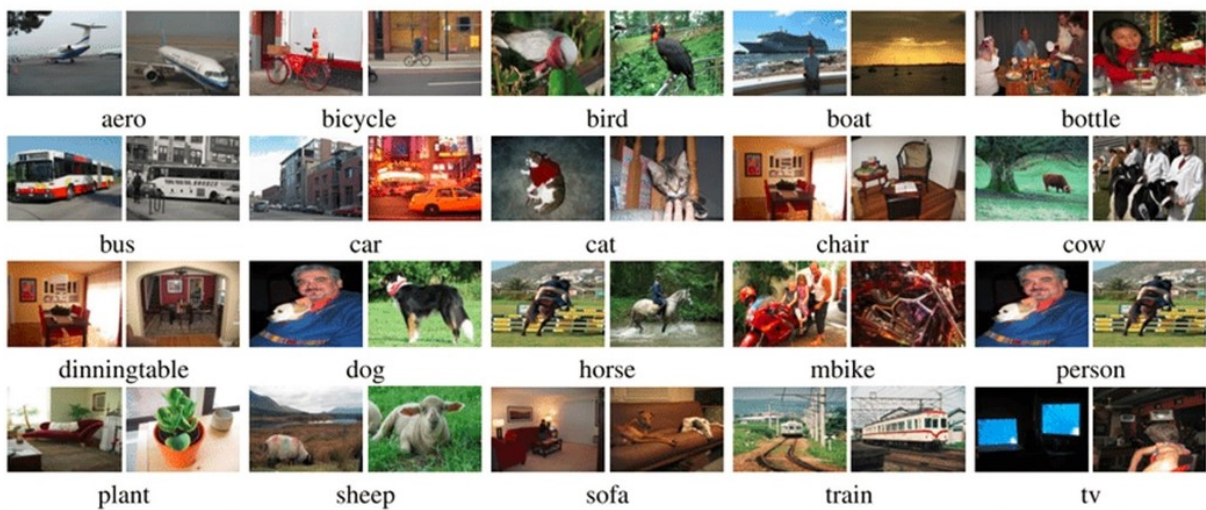 aero bicycle bird boat bottle
bus car cat chair cow
dinningtable dog horse mbike person
plant sheep sofa train tv